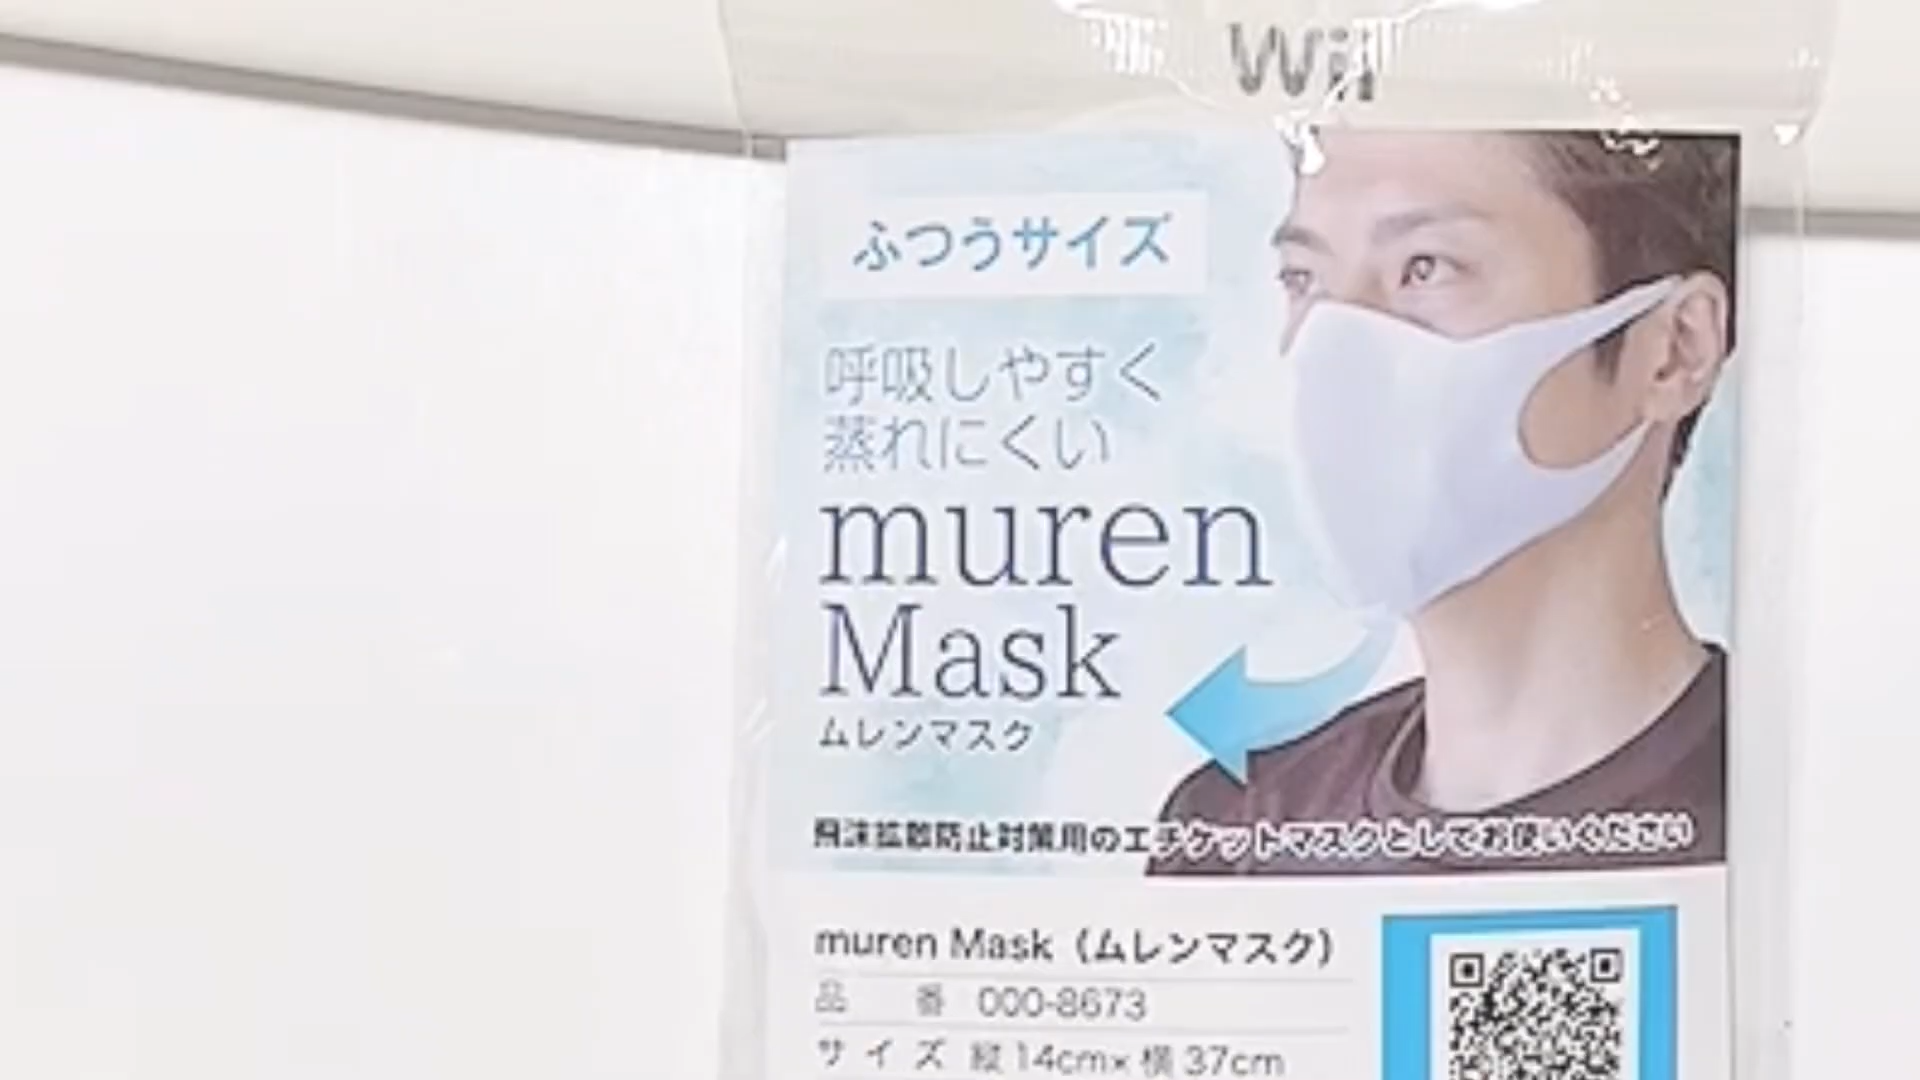 Wii
ふつうサイズ
呼吸しやすく
蒸れにくい
muren
Mask
ムレンマスク
飛沫拡散防止対策用のエチケットマスクとしてお使いください
muren Mask（ムレンマスク）
品 番 000-8673
サイズ 縦14cm×横37cm